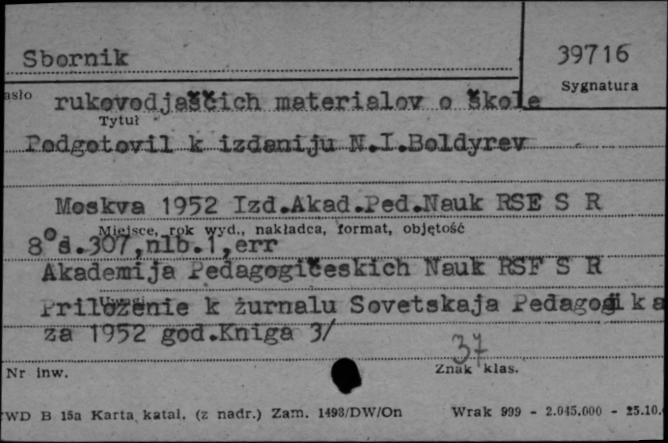 Sbornik
39716
Sygnatura
asło
rukovodjaščich materialov o škole
Tytuł
Podgotovil k izdaniju N.I.Boldyrev
Moskva 1952 Izd.Akad.Ped.Nauk RSF S R
Miejsce, rok wyd., nakładca, format, objętość
8° s.307,nlb.1,err
Akademija Pedagogičeskich Nauk RSF S R
Priloženie k żurnalu Sovetskaja Pedagogika
za 1952 god.Kniga 3/
37
Nr inw.
Znak klas.
WD B 15a Karta katal. (z nadr.) Zam. 1493/DW/On Wrak 999 - 2.045.000 - 25.10.